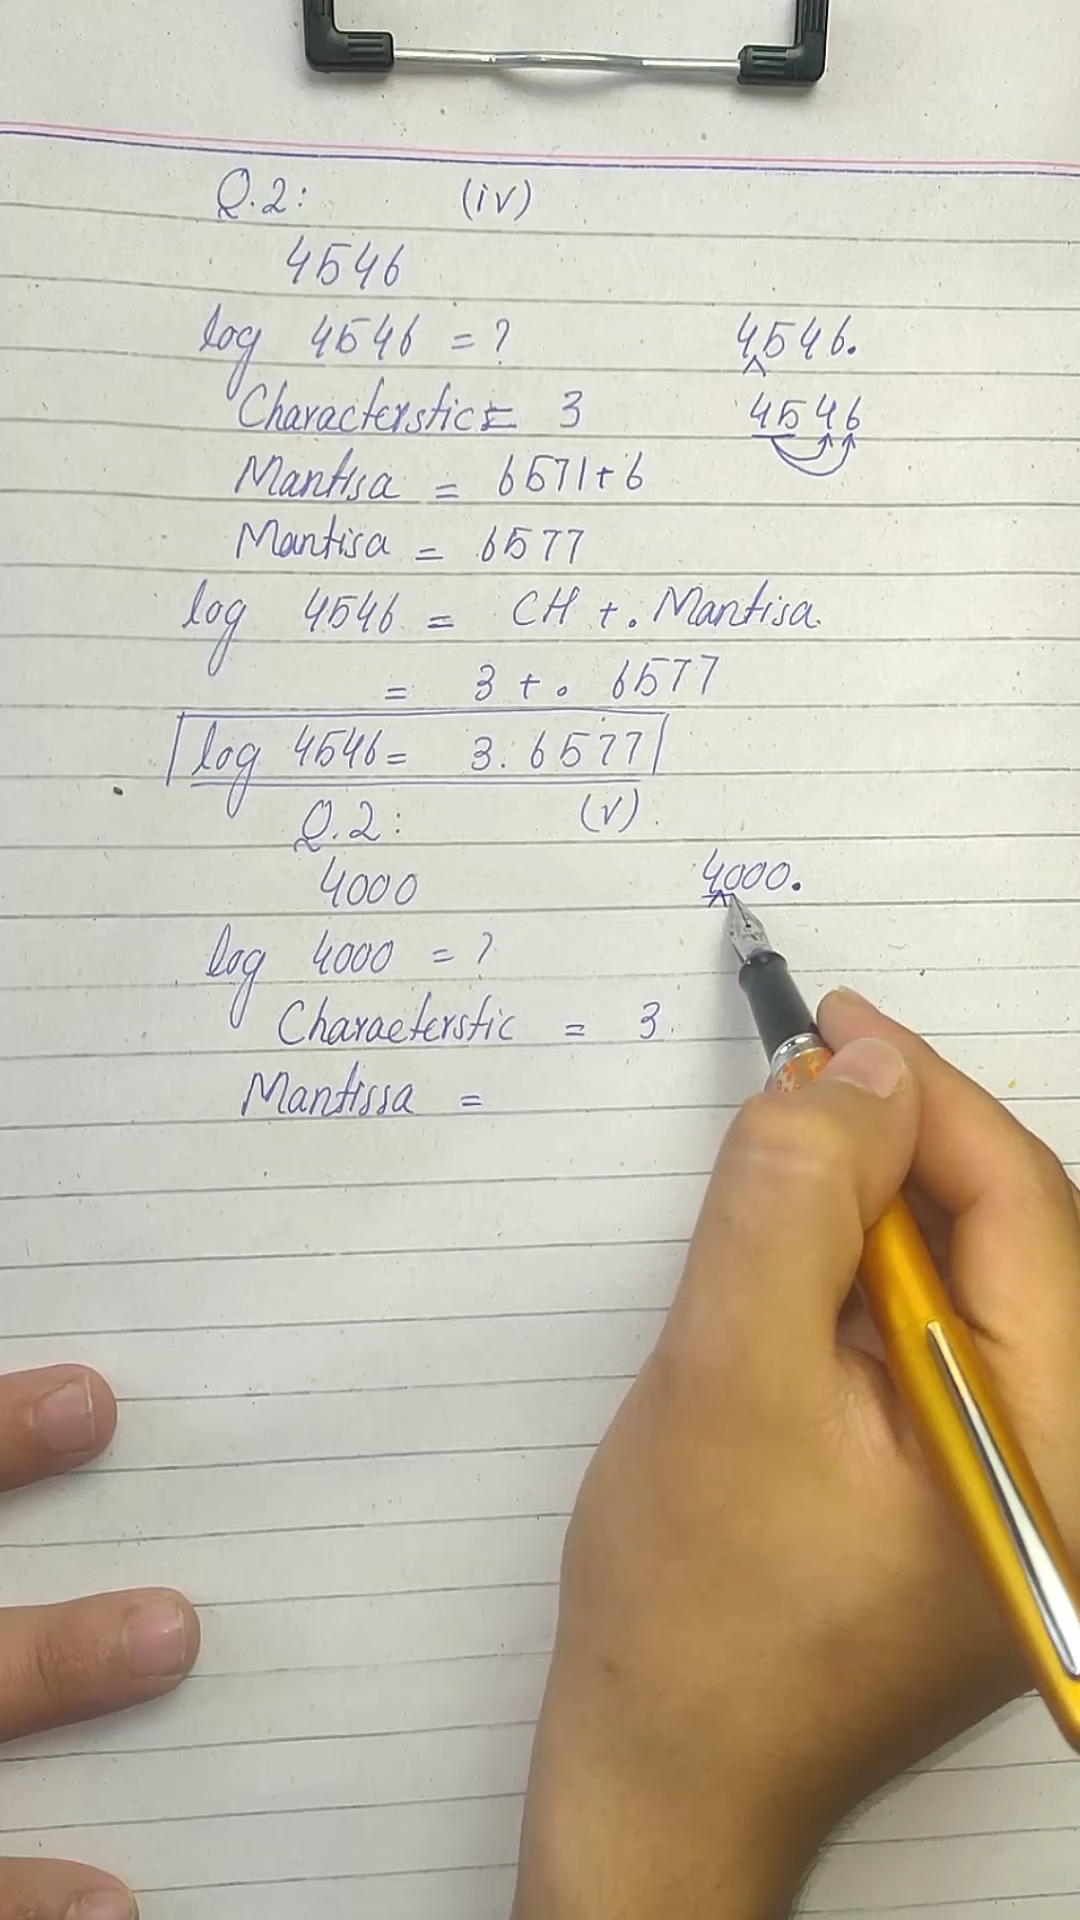 Q.2: (iv)
4546
log 4546 = ? 4546.
Characterstic = 3 4546
Mantisa = 6571+6
Mantisa = 6577
log 4546 = CH + . Mantisa.
= 3 + . 6577
log 4546 = 3.6577
Q.2: (v).
4000 4000.
log 4000 = ?
Characterstic = 3.
Mantissa =